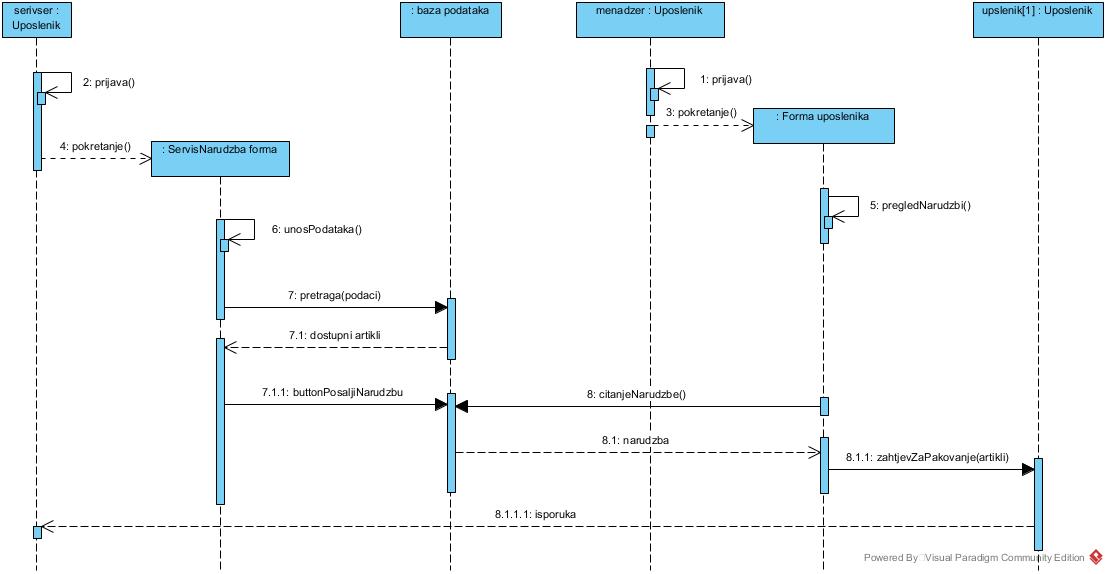 serivser :
Uposlenik
: baza podataka
menadzer : Uposlenik
upslenik[1] : Uposlenik
2: prijava()
1: prijava()
3: pokretanje()
: Forma uposlenika
4: pokretanje()
: ServisNarudzba forma
5: pregledNarudzbi()
6: unosPodataka()
7: pretraga(podaci)
7.1: dostupni artikli
7.1.1: buttonPosaljiNarudzbu
8: citanjeNarudzbe()
8.1: narudzba
8.1.1: zahtjevZaPakovanje(artikli)
8.1.1.1: isporuka
Powered By Visual Paradigm Community Edition